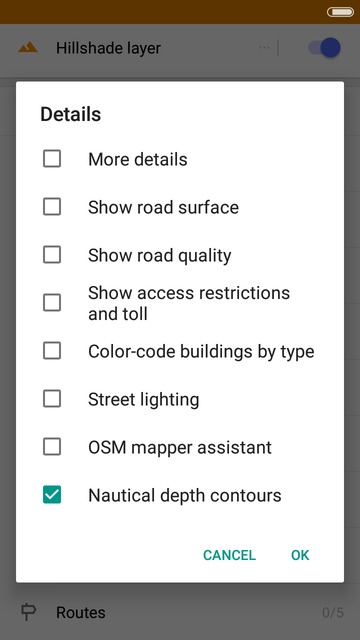 Hillshade layer
Details
More details
Show road surface
Show road quality
Show access restrictions
and toll
Color-code buildings by type
Street lighting
OSM mapper assistant
Nautical depth contours
CANCEL OK
Routes 0/5